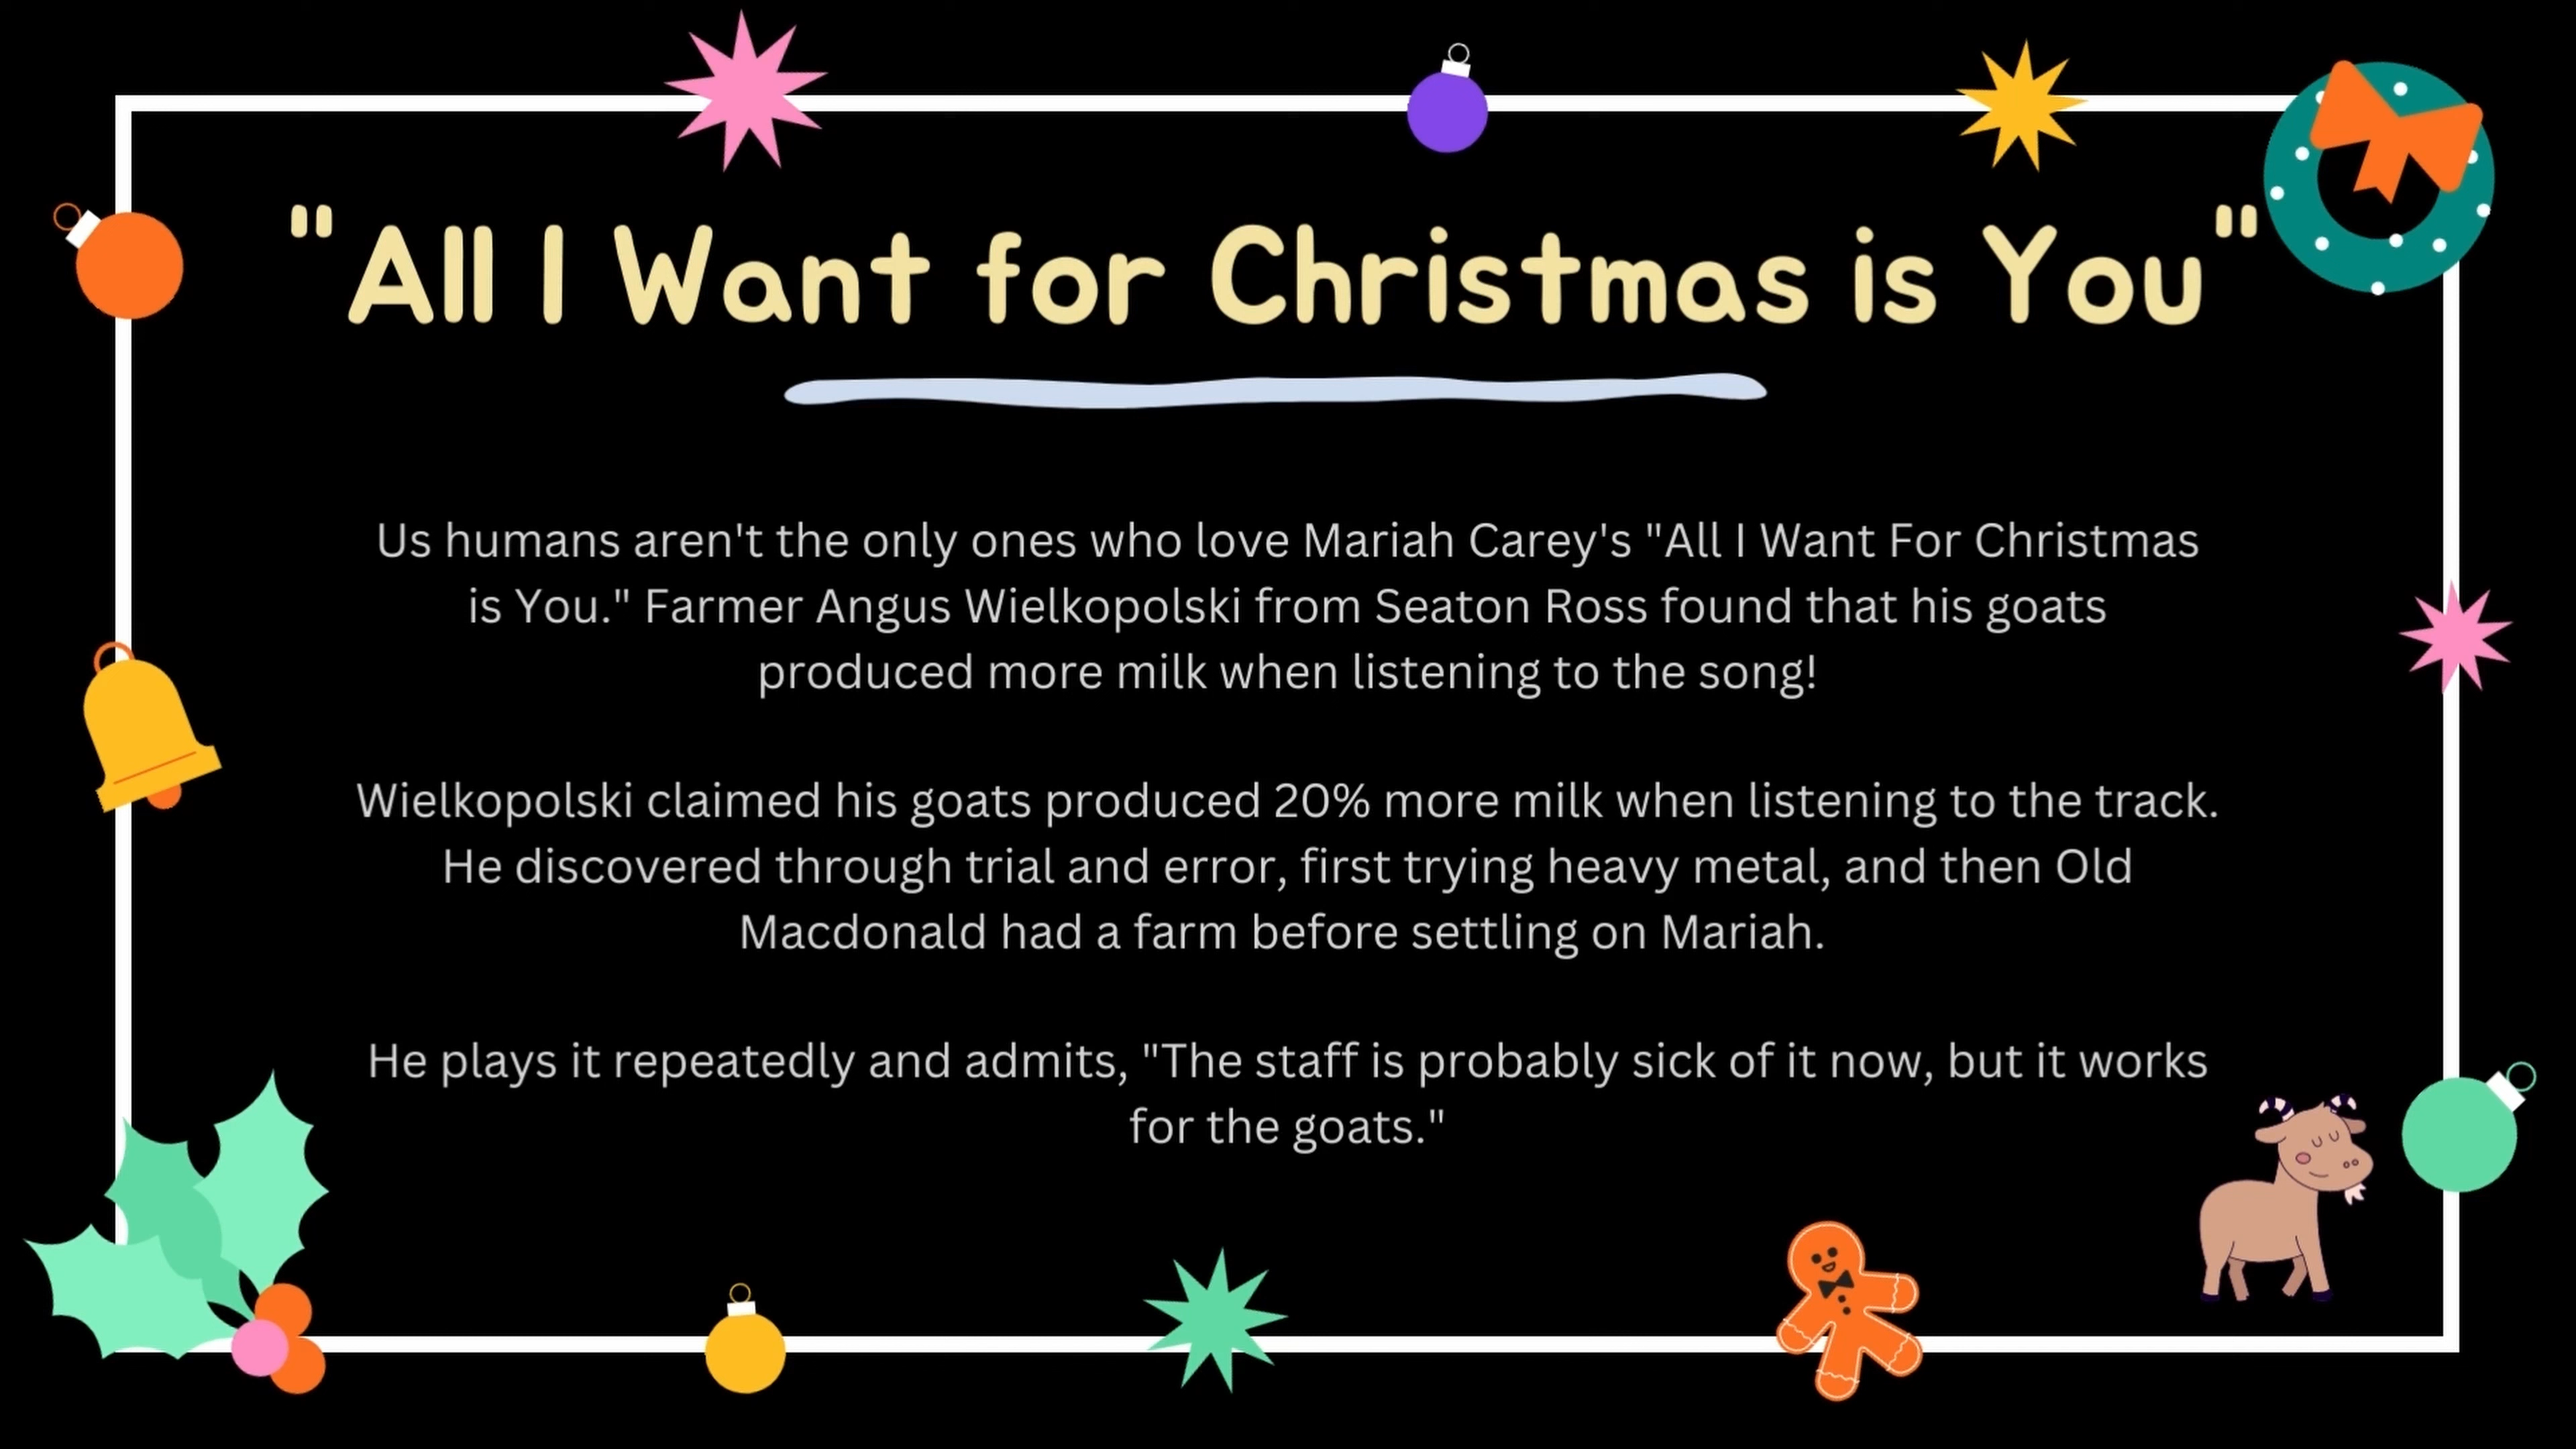 "All I Want for Christmas is You"
Us humans aren't the only ones who love Mariah Carey's "All I Want For Christmas
is You." Farmer Angus Wielkopolski from Seaton Ross found that his goats
produced more milk when listening to the song!
Wielkopolski claimed his goats produced 20% more milk when listening to the track.
He discovered through trial and error, first trying heavy metal, and then Old
Macdonald had a farm before settling on Mariah.
He plays it repeatedly and admits, "The staff is probably sick of it now, but it works
for the goats."